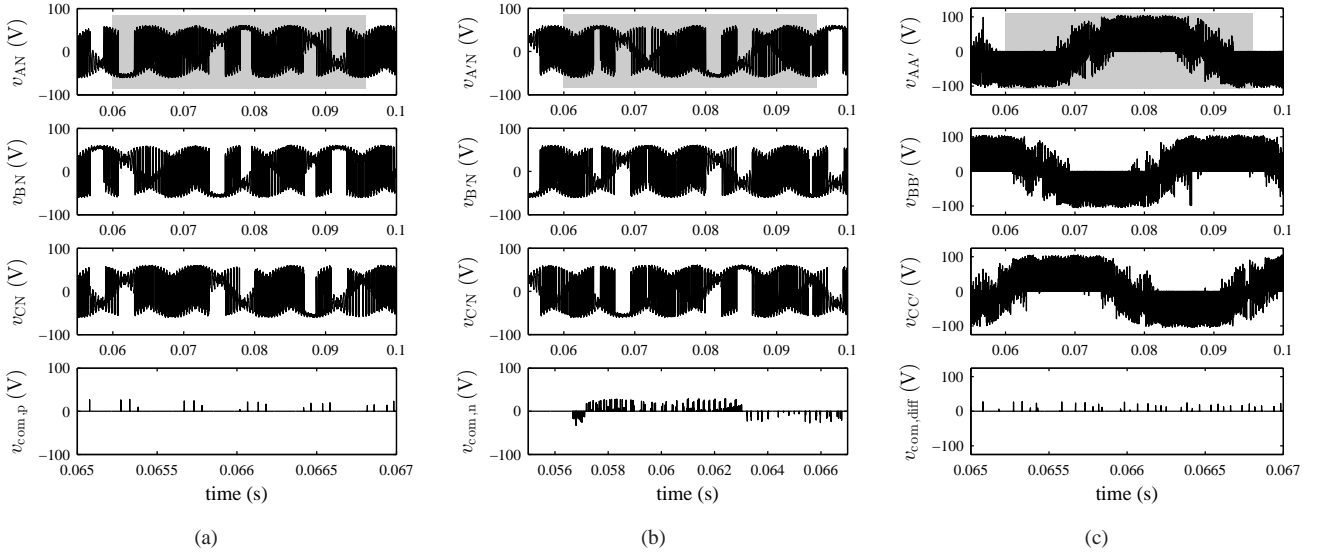 100
0
−100
v_AN (V)
0.06 0.07 0.08 0.09 0.1
100
0
−100
v_BN (V)
0.06 0.07 0.08 0.09 0.1
100
0
−100
v_CN (V)
0.06 0.07 0.08 0.09 0.1
100
0
−100
v_com,p (V)
0.065 0.0655 0.066 0.0665 0.067
time (s)
(a)
100
0
−100
v_A′N (V)
0.06 0.07 0.08 0.09 0.1
100
0
−100
v_B′N (V)
0.06 0.07 0.08 0.09 0.1
100
0
−100
v_C′N (V)
0.06 0.07 0.08 0.09 0.1
100
0
−100
v_com,n (V)
0.056 0.058 0.06 0.062 0.064 0.066
time (s)
(b)
100
0
−100
v_AA′ (V)
0.06 0.07 0.08 0.09 0.1
100
0
−100
v_BB′ (V)
0.06 0.07 0.08 0.09 0.1
100
0
−100
v_CC′ (V)
0.06 0.07 0.08 0.09 0.1
100
0
−100
v_com,diff (V)
0.065 0.0655 0.066 0.0665 0.067
time (s)
(c)